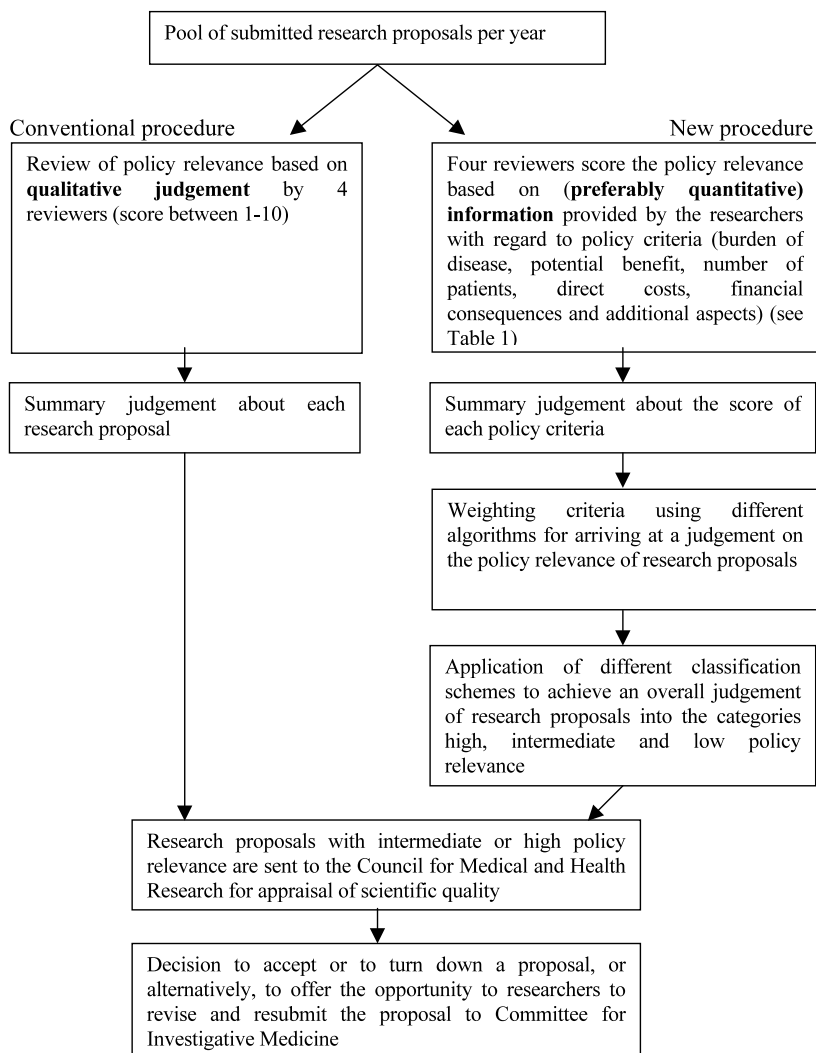 Pool of submitted research proposals per year
Conventional procedure
New procedure
Review of policy relevance based on
qualitative judgement by 4
reviewers (score between 1-10)
Four reviewers score the policy relevance
based on (preferably quantitative)
information provided by the researchers
with regard to policy criteria (burden of
disease, potential benefit, number of
patients, direct costs, financial
consequences and additional aspects) (see
Table 1)
Summary judgement about each
research proposal
Summary judgement about the score of
each policy criteria
Weighting criteria using different
algorithms for arriving at a judgement on
the policy relevance of research proposals
Application of different classification
schemes to achieve an overall judgement
of research proposals into the categories
high, intermediate and low policy
relevance
Research proposals with intermediate or high policy
relevance are sent to the Council for Medical and Health
Research for appraisal of scientific quality
Decision to accept or to turn down a proposal, or
alternatively, to offer the opportunity to researchers to
revise and resubmit the proposal to Committee for
Investigative Medicine